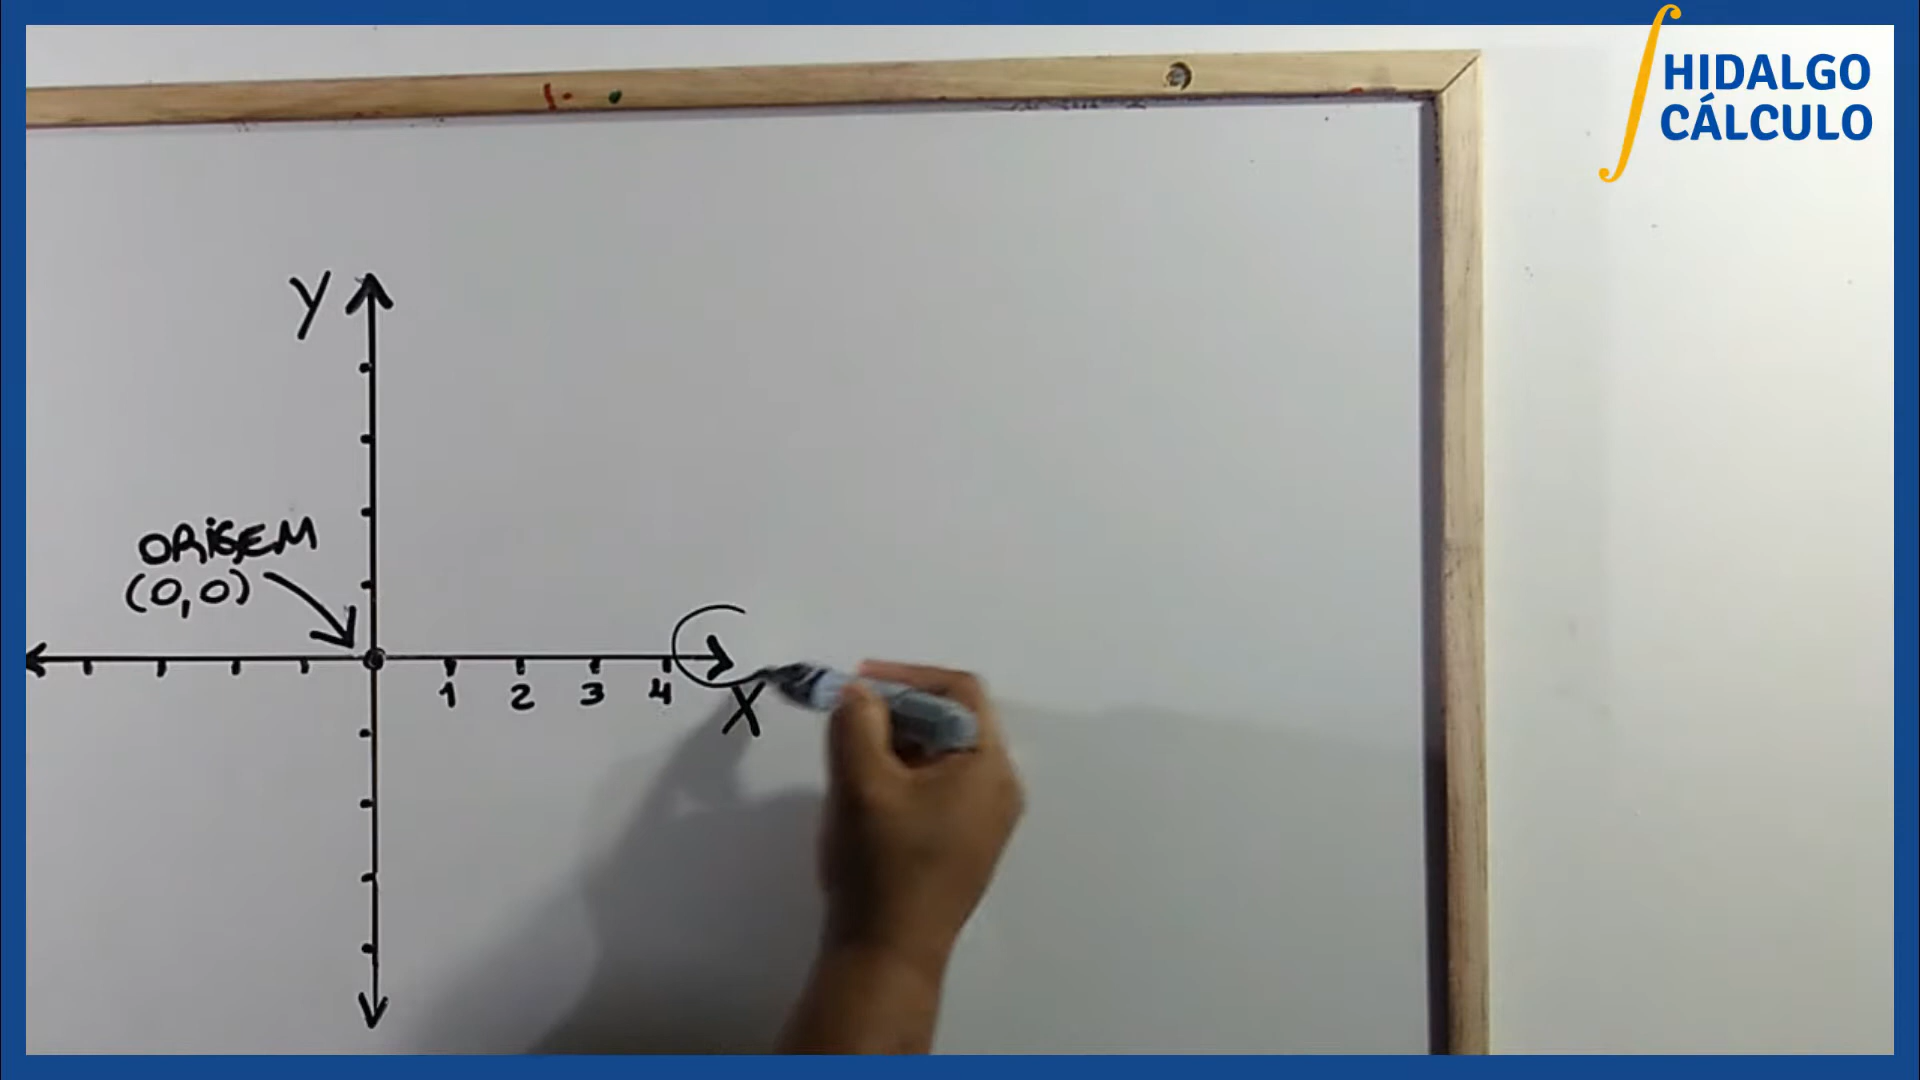 HIDALGO
CÁLCULO
Y
ORIGEM
(0,0)
1 2 3 4
X